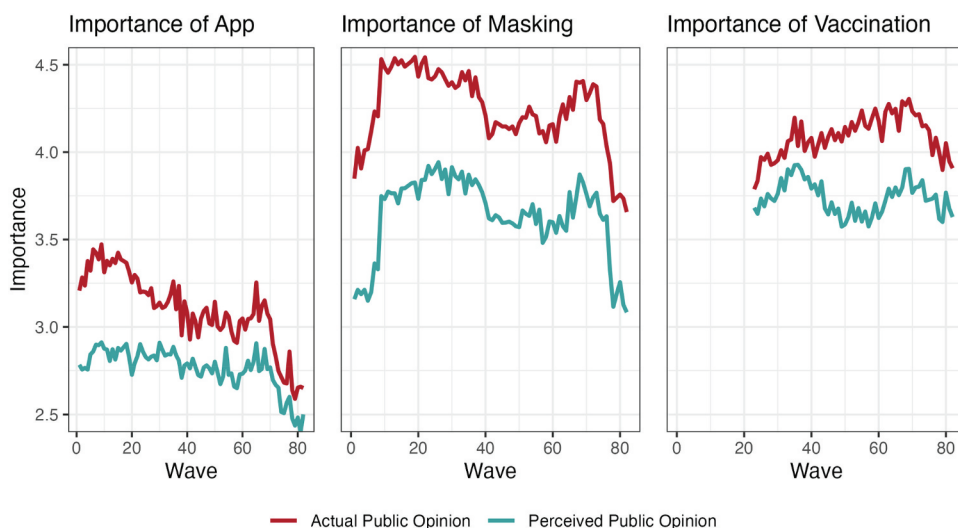 Importance of App
Importance of Masking
Importance of Vaccination
Importance
4.5
4.0
3.5
3.0
2.5
0 20 40 60 80
0 20 40 60 80
0 20 40 60 80
Wave
Wave
Wave
Actual Public Opinion
Perceived Public Opinion